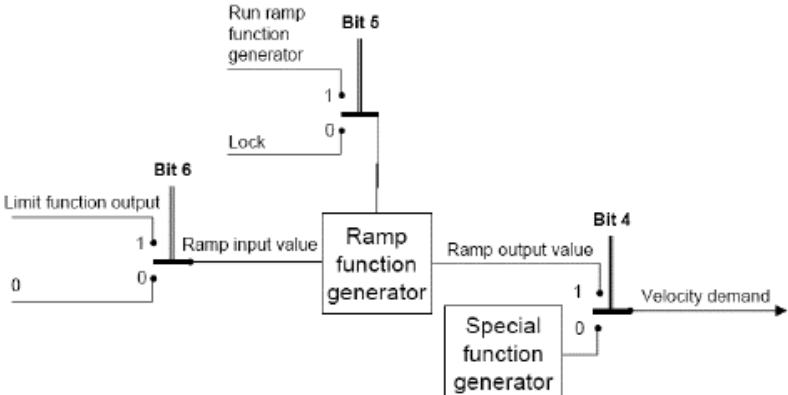 Run ramp
function
generator
Bit 5
1
0
Lock
Bit 6
Limit function output
1
0
0
Ramp input value
Ramp
function
generator
Ramp output value
Bit 4
1
0
Velocity demand
Special
function
generator